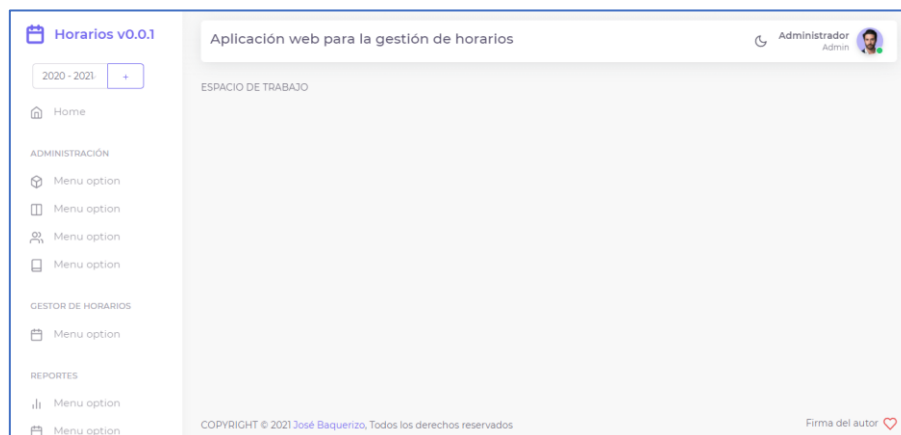 Horarios v0.0.1
2020 - 2021
+
Home
ADMINISTRACIÓN
Menu option
Menu option
Menu option
Menu option
GESTOR DE HORARIOS
Menu option
REPORTES
Menu option
Menu option
Aplicación web para la gestión de horarios
Administrador
Admin
ESPACIO DE TRABAJO
COPYRIGHT © 2021 José Baquerizo, Todos los derechos reservados
Firma del autor